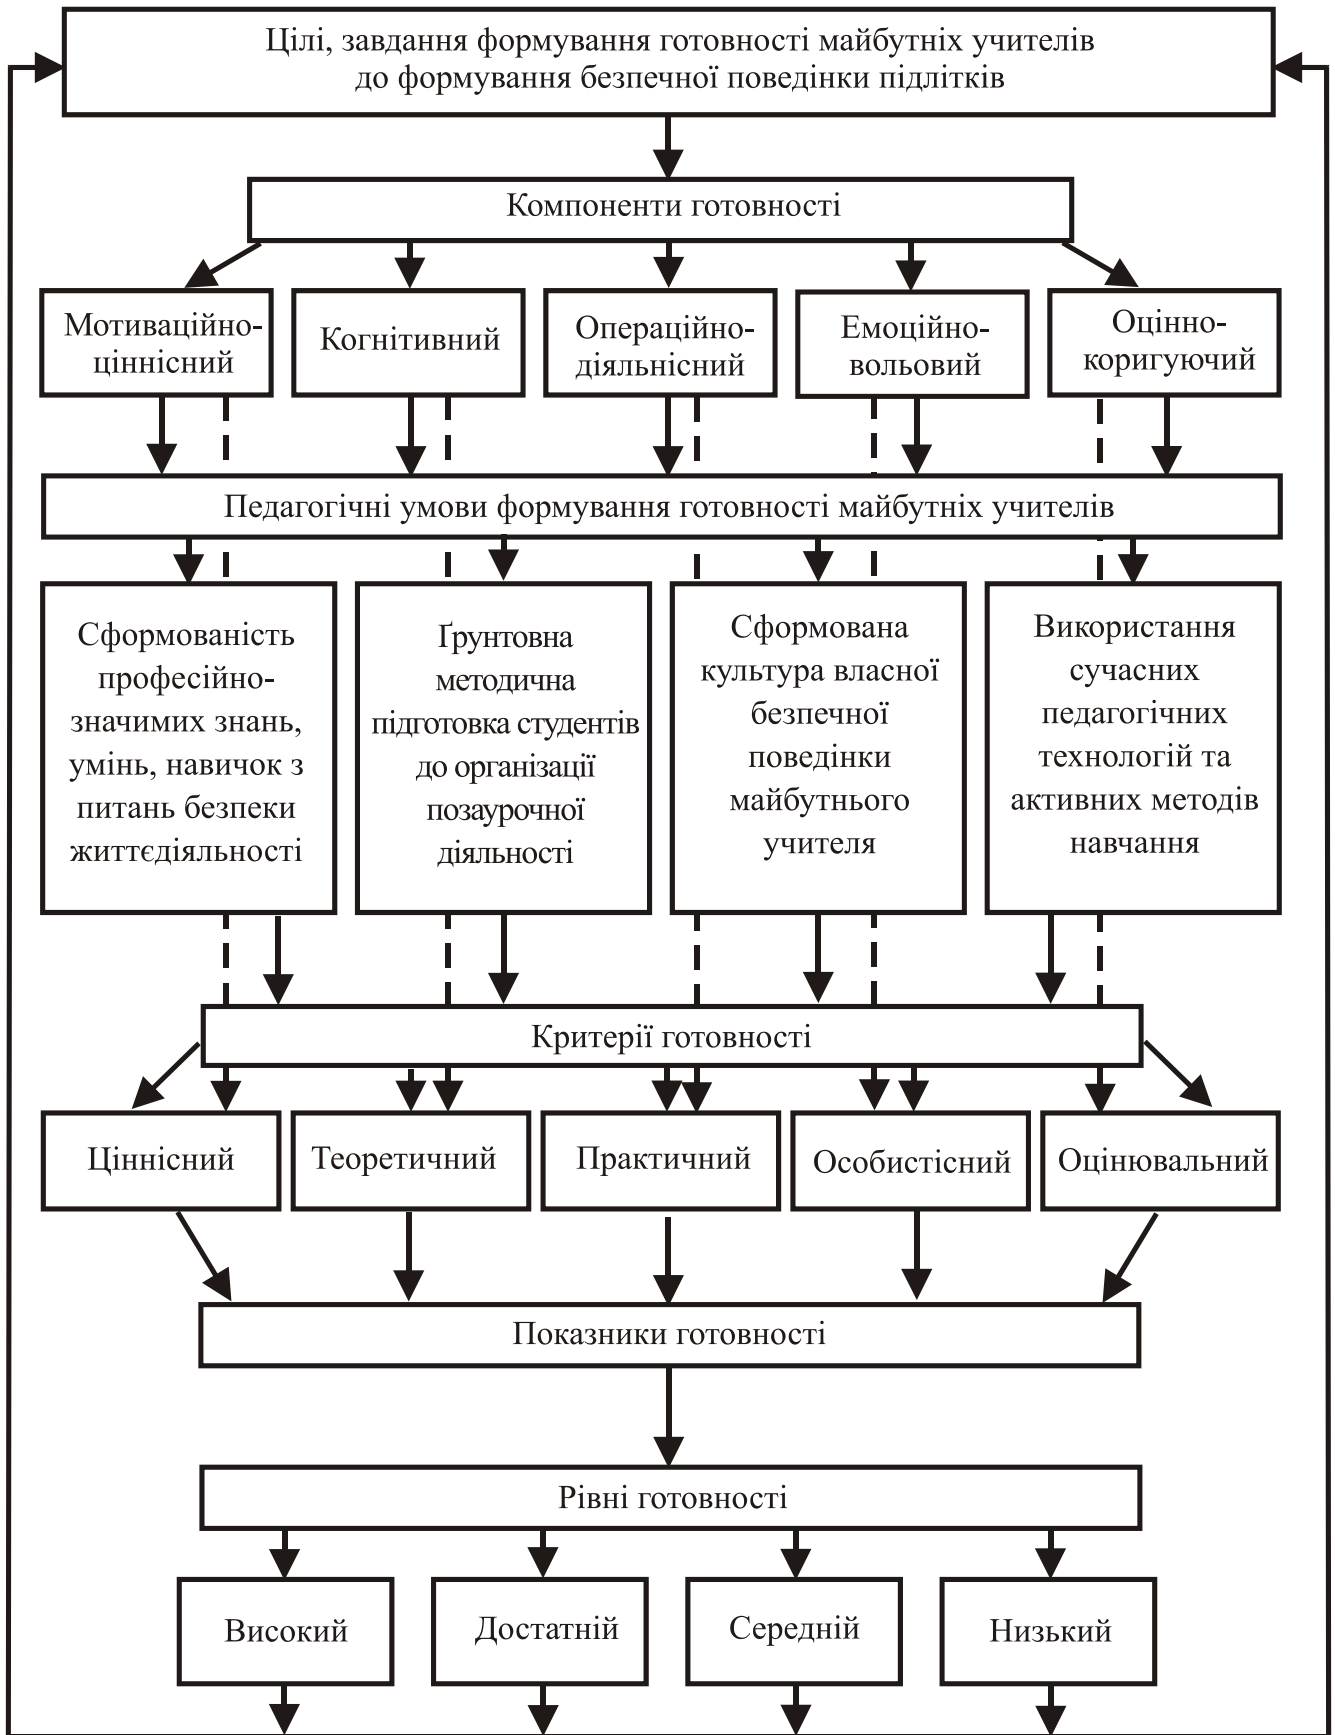 Цілі, завдання формування готовності майбутніх учителів
до формування безпечної поведінки підлітків
Компоненти готовності
Мотиваційно-
ціннісний
Когнітивний
Операційно-
діяльнісний
Емоційно-
вольовий
Оцінно-
коригуючий
Педагогічні умови формування готовності майбутніх учителів
Сформованість
професійно-
значимих знань,
умінь, навичок з
питань безпеки
життєдіяльності
Ґрунтовна
методична
підготовка студентів
до організації
позаурочної
діяльності
Сформована
культура власної
безпечної
поведінки
майбутнього
учителя
Використання
сучасних
педагогічних
технологій та
активних методів
навчання
Критерії готовності
Ціннісний
Теоретичний
Практичний
Особистісний
Оцінювальний
Показники готовності
Рівні готовності
Високий
Достатній
Середній
Низький